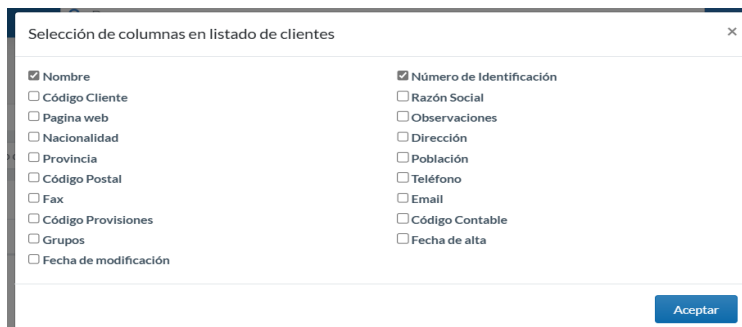 Selección de columnas en listado de clientes
×
Nombre
Número de Identificación
Código Cliente
Razón Social
Pagina web
Observaciones
Nacionalidad
Dirección
Provincia
Población
Código Postal
Teléfono
Fax
Email
Código Provisiones
Código Contable
Grupos
Fecha de alta
Fecha de modificación
Aceptar